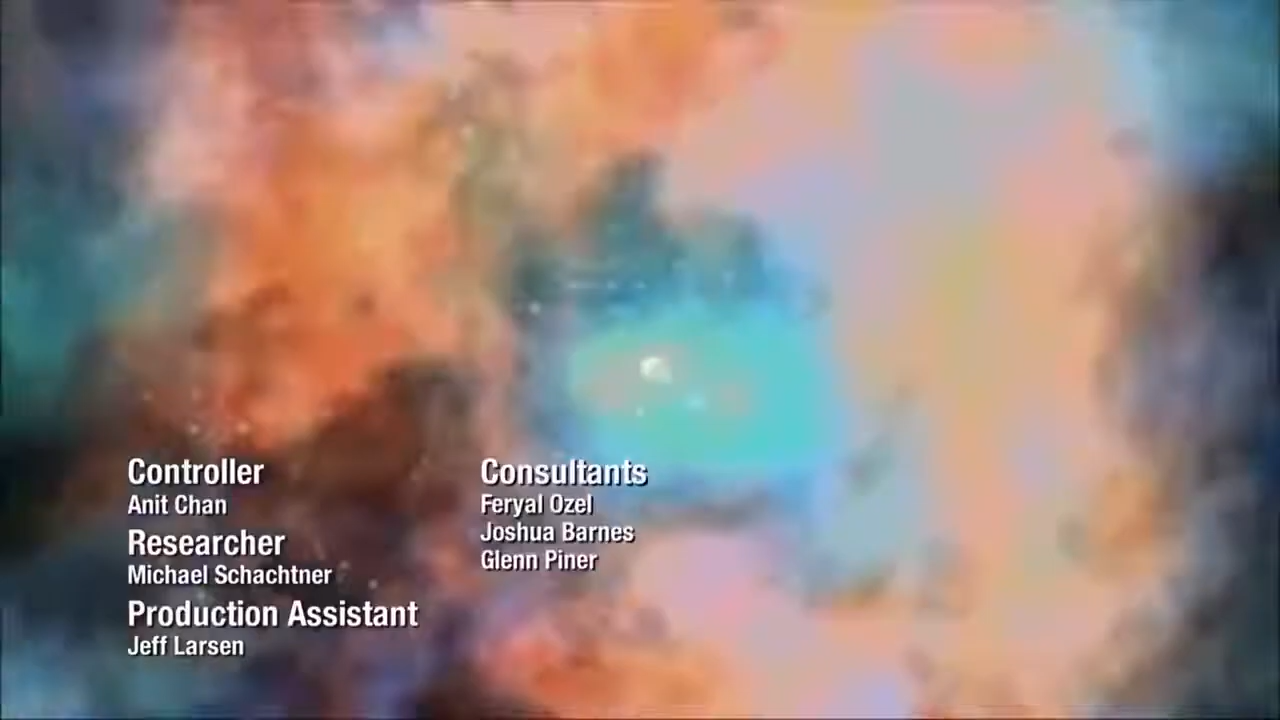 Controller
Anit Chan
Researcher
Michael Schachtner
Production Assistant
Jeff Larsen
Consultants
Feryal Ozel
Joshua Barnes
Glenn Piner